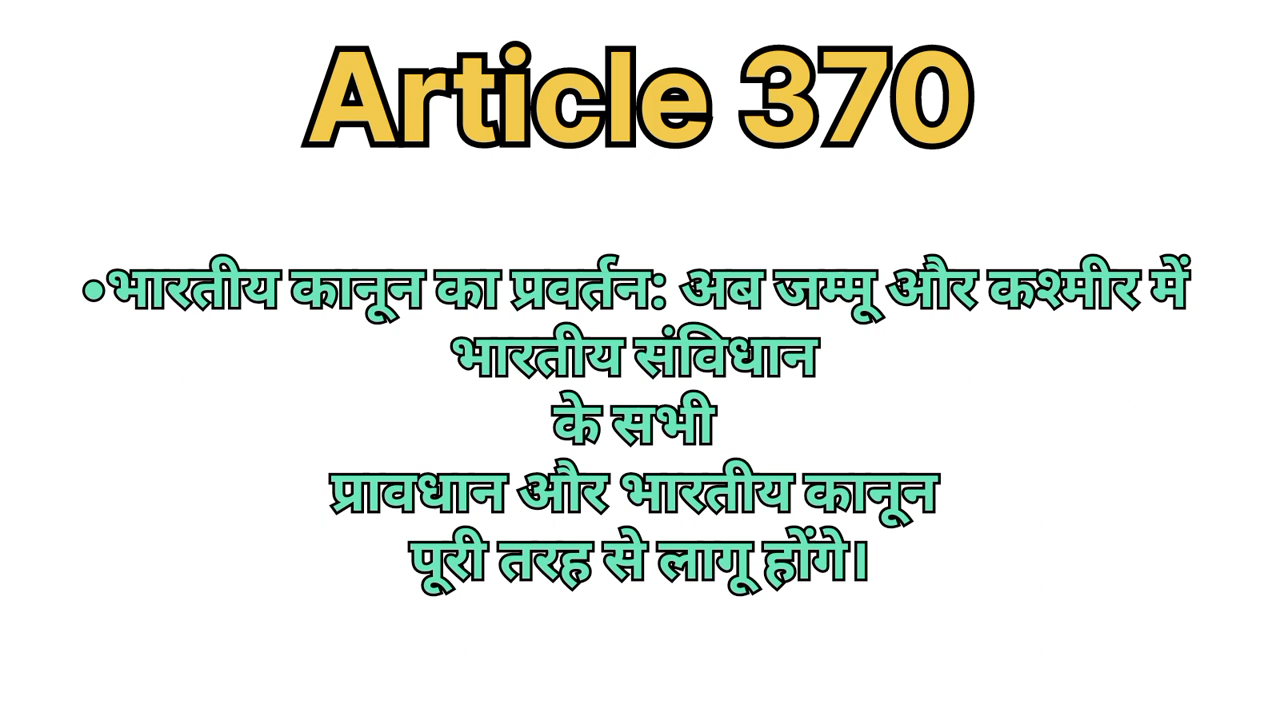 Article 370
•भारतीय कानून का प्रवर्तन: अब जम्मू और कश्मीर में
भारतीय संविधान
के सभी
प्रावधान और भारतीय कानून
पूरी तरह से लागू होंगे।